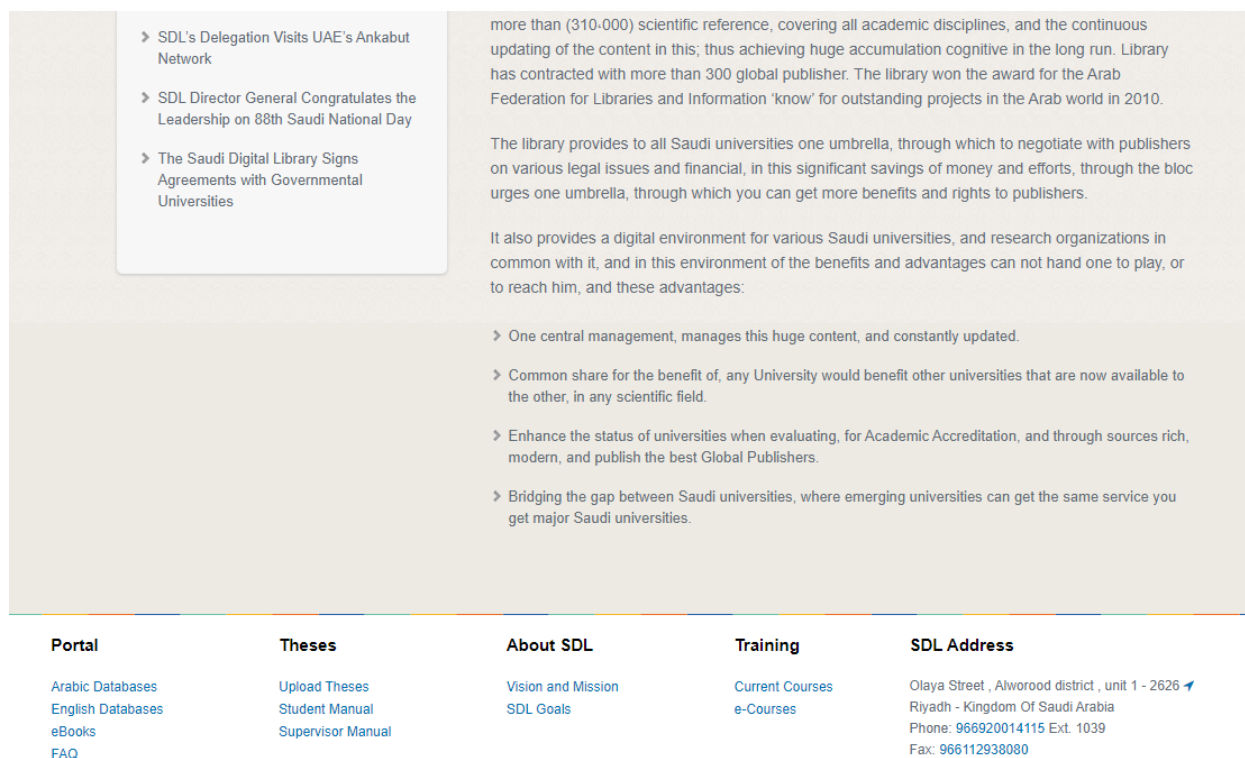 SDL's Delegation Visits UAE's Ankabut
Network
SDL Director General Congratulates the
Leadership on 88th Saudi National Day
The Saudi Digital Library Signs
Agreements with Governmental
Universities
more than (310،000) scientific reference, covering all academic disciplines, and the continuous
updating of the content in this; thus achieving huge accumulation cognitive in the long run. Library
has contracted with more than 300 global publisher. The library won the award for the Arab
Federation for Libraries and Information ‘know’ for outstanding projects in the Arab world in 2010.
The library provides to all Saudi universities one umbrella, through which to negotiate with publishers
on various legal issues and financial, in this significant savings of money and efforts, through the bloc
urges one umbrella, through which you can get more benefits and rights to publishers.
It also provides a digital environment for various Saudi universities, and research organizations in
common with it, and in this environment of the benefits and advantages can not hand one to play, or
to reach him, and these advantages:
One central management, manages this huge content, and constantly updated.
Common share for the benefit of, any University would benefit other universities that are now available to
the other, in any scientific field.
Enhance the status of universities when evaluating, for Academic Accreditation, and through sources rich,
modern, and publish the best Global Publishers.
Bridging the gap between Saudi universities, where emerging universities can get the same service you
get major Saudi universities.
Portal
Arabic Databases
English Databases
eBooks
FAQ
Theses
Upload Theses
Student Manual
Supervisor Manual
About SDL
Vision and Mission
SDL Goals
Training
Current Courses
e-Courses
SDL Address
Olaya Street , Alworood district , unit 1 - 2626
Riyadh - Kingdom Of Saudi Arabia
Phone: 966920014115 Ext. 1039
Fax: 966112938080